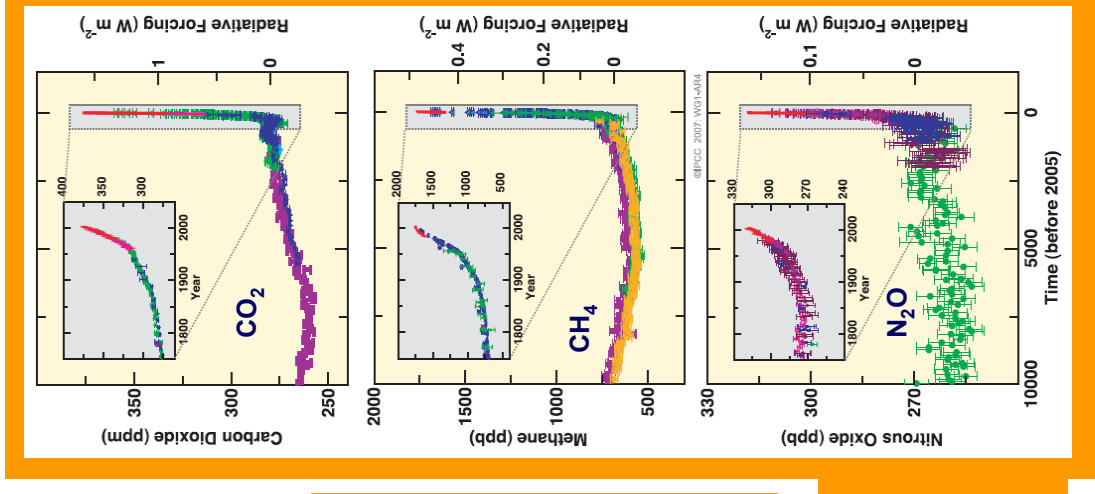 Carbon Dioxide (ppm)
350
300
250
400
350
300
1800 1900 2000
Year
CO2
1
0
Radiative Forcing (W m–2)
Methane (ppb)
2000
1500
1000
500
2000
1500
1000
500
1800 1900 2000
Year
CH4
0.4
0.2
0
Radiative Forcing (W m–2)
©IPCC 2007: WG1-AR4
Nitrous Oxide (ppb)
330
300
270
330
300
270
240
1800 1900 2000
Year
N2O
0.1
0
Radiative Forcing (W m–2)
10000 5000 0
Time (before 2005)